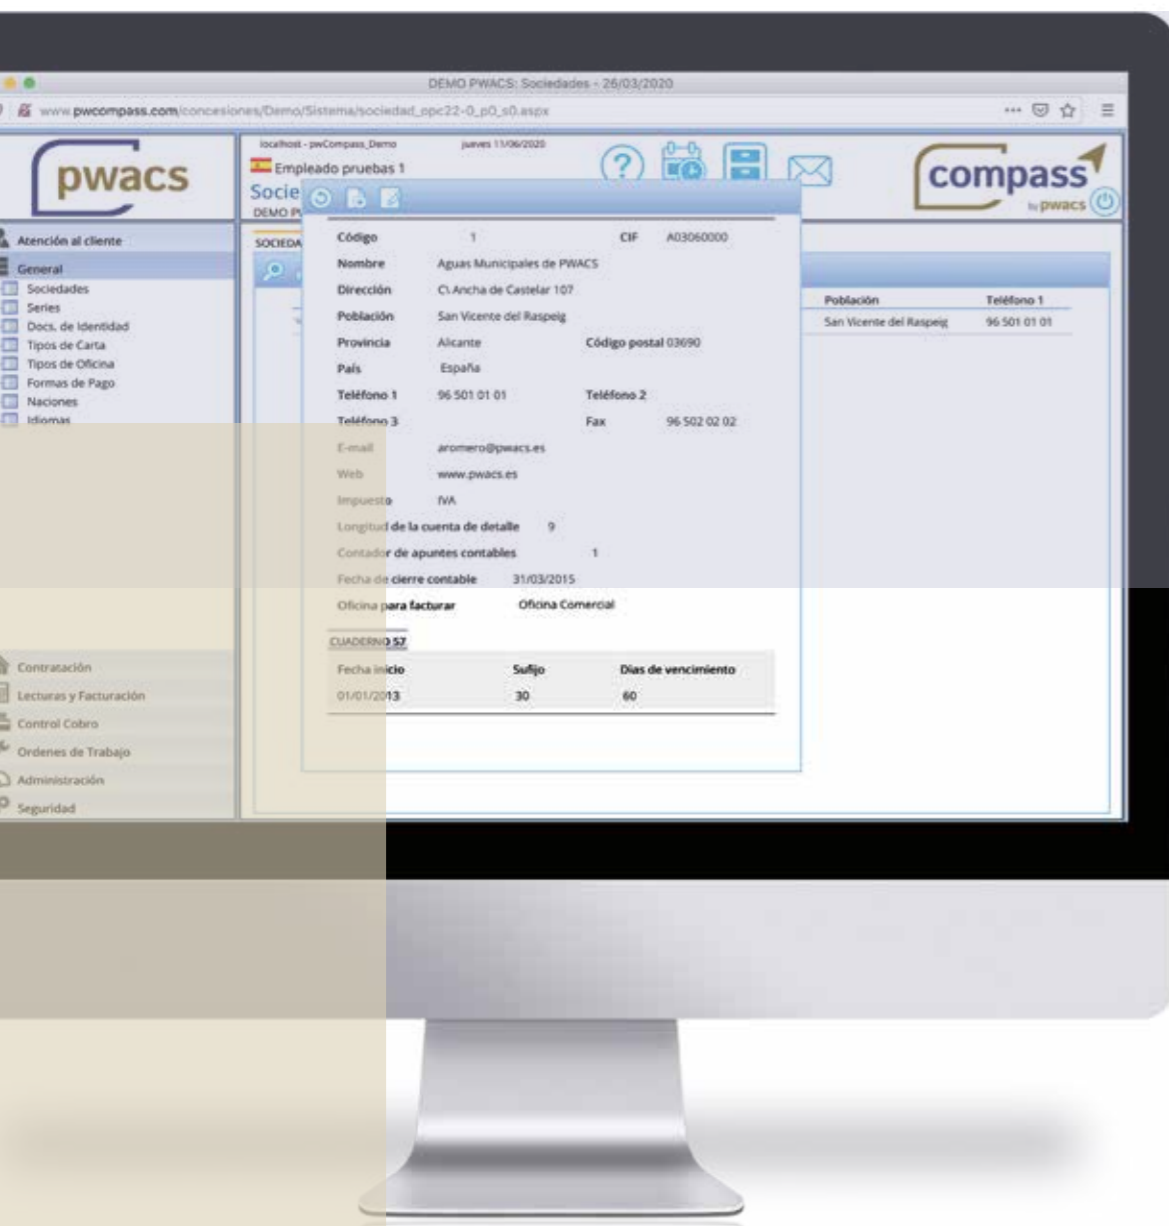 DEMO PWACS: Sociedades - 26/03/2020
www.pwcompass.com/concesiones/Demo/Sistema/sociedad_opc22-0_p0_s0.aspx
pwacs
localhost - pwCompass_Demo jueves 11/06/2020
Empleado pruebas 1
Socie
DEMO
compass
by pwacs
Atención al cliente
General
Sociedades
Series
Docs. de Identidad
Tipos de Carta
Tipos de Oficina
Formas de Pago
Naciones
Idiomas
Contratación
Lecturas y Facturación
Control Cobro
Ordenes de Trabajo
Administración
Seguridad
SOCIEDA
Código 1 CIF A03060000
Nombre Aguas Municipales de PWACS
Dirección C\ Ancha de Castelar 107
Población San Vicente del Raspeig
Provincia Alicante Código postal 03690
País España
Teléfono 1 96 501 01 01 Teléfono 2
Teléfono 3 Fax 96 502 02 02
E-mail aromero@pwacs.es
Web www.pwacs.es
Impuesto IVA
Longitud de la cuenta de detalle 9
Contador de apuntes contables 1
Fecha de cierre contable 31/03/2015
Oficina para facturar Oficina Comercial
CUADERNO 57
Fecha inicio Sufijo Dias de vencimiento
01/01/2013 30 60
Población Teléfono 1
San Vicente del Raspeig 96 501 01 01